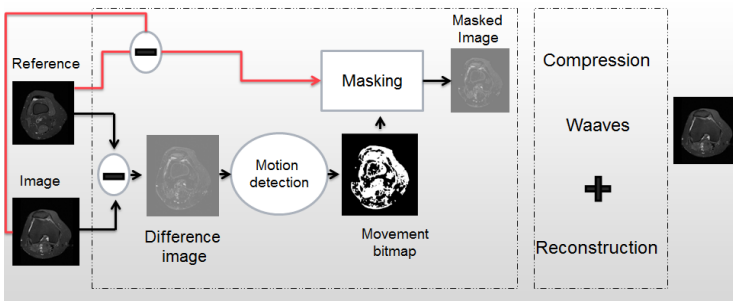 Masked
Image
Reference
Masking
Compression
Waaves
Motion
detection
Image
Difference
image
Movement
bitmap
Reconstruction